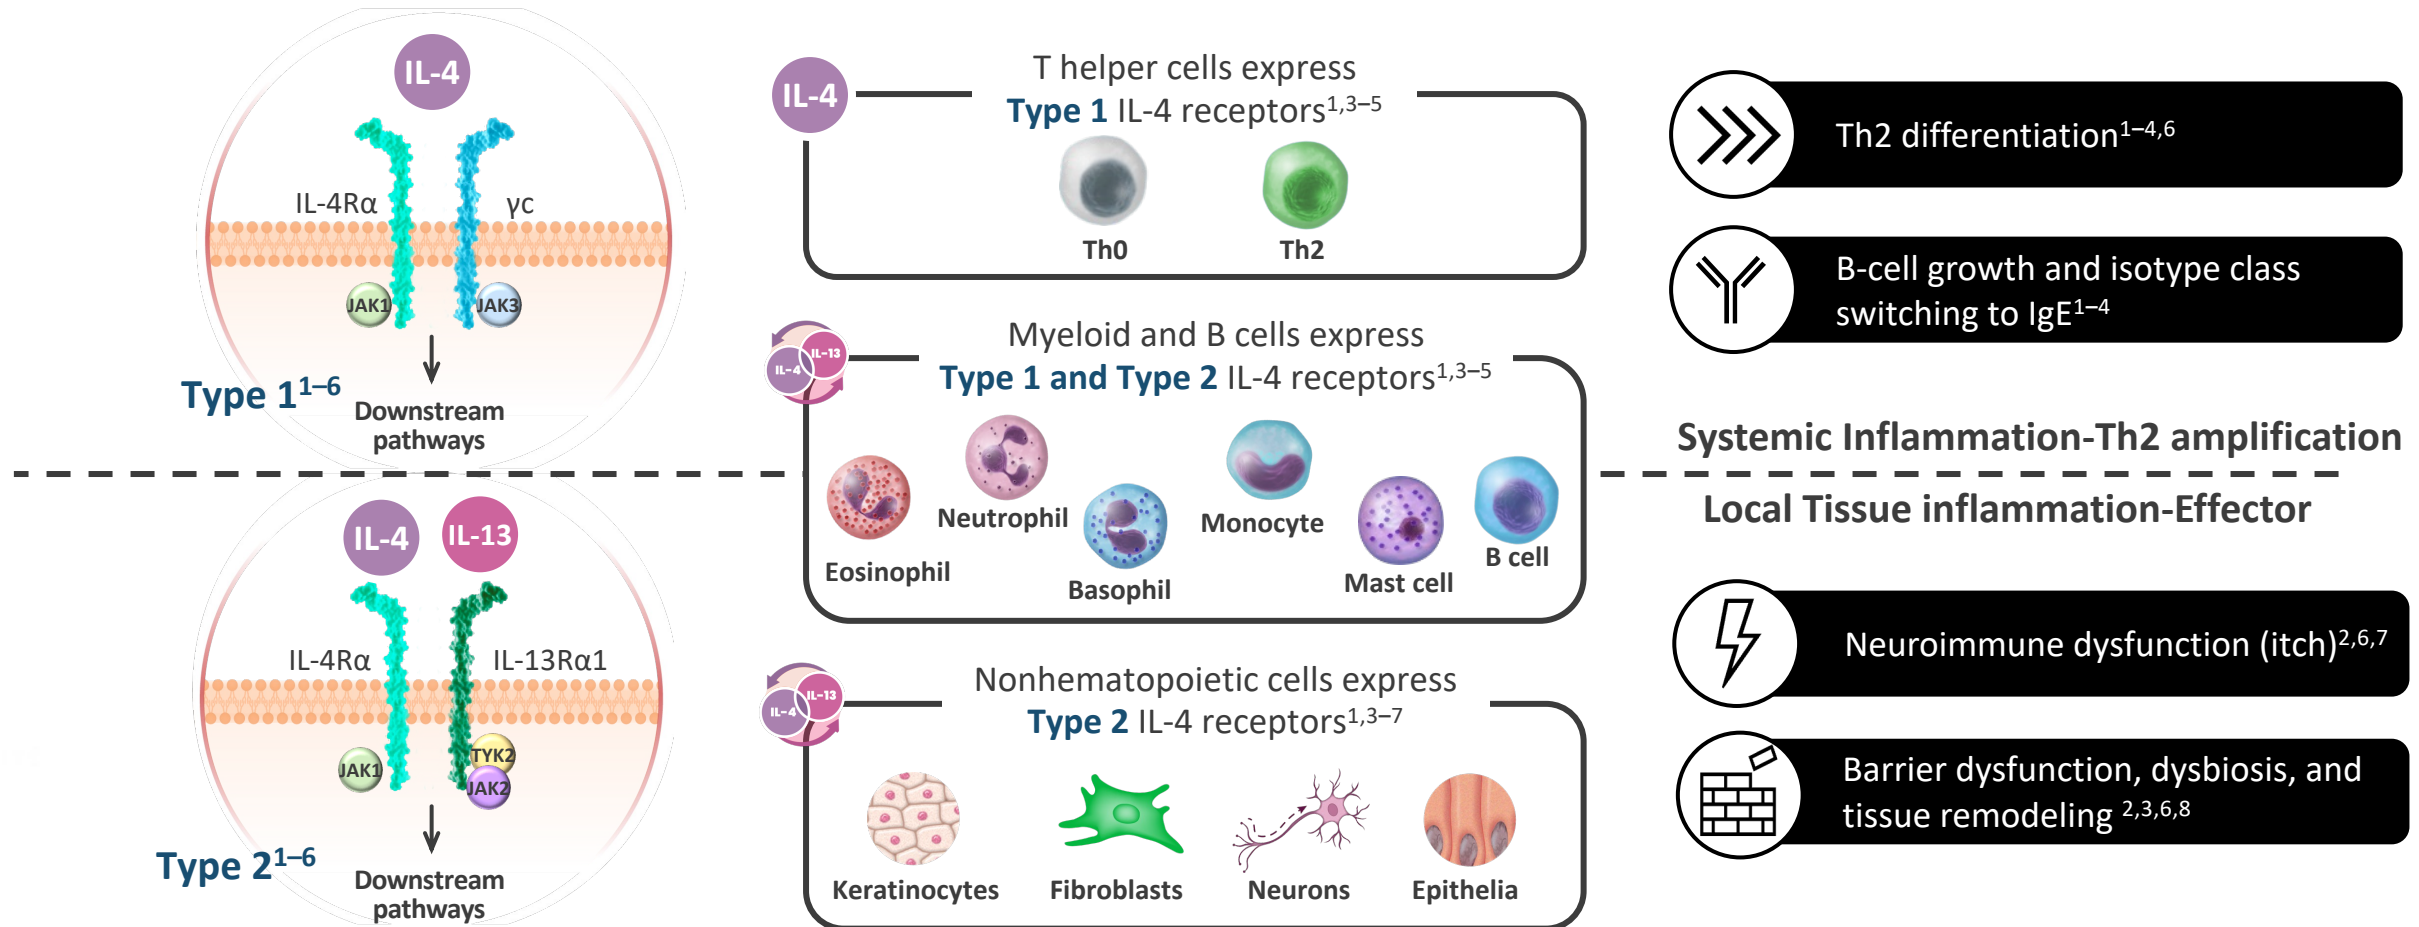 IL-4
IL-4Rα
γc
JAK1
JAK3
Type 1¹⁻⁶
Downstream
pathways
IL-4
IL-13
IL-4Rα
IL-13Rα1
JAK1
TYK2
JAK2
Type 2¹⁻⁶
Downstream
pathways
IL-4
T helper cells express
Type 1 IL-4 receptors¹,³⁻⁵
Th0
Th2
IL-4
IL-13
Myeloid and B cells express
Type 1 and Type 2 IL-4 receptors¹,³⁻⁵
Eosinophil
Neutrophil
Basophil
Monocyte
Mast cell
B cell
IL-4
IL-13
Nonhematopoietic cells express
Type 2 IL-4 receptors¹,³⁻⁷
Keratinocytes
Fibroblasts
Neurons
Epithelia
Th2 differentiation¹⁻⁴,⁶
B-cell growth and isotype class
switching to IgE¹⁻⁴
Systemic Inflammation-Th2 amplification
Local Tissue inflammation-Effector
Neuroimmune dysfunction (itch)²,⁶,⁷
Barrier dysfunction, dysbiosis, and
tissue remodeling ²,³,⁶,⁸